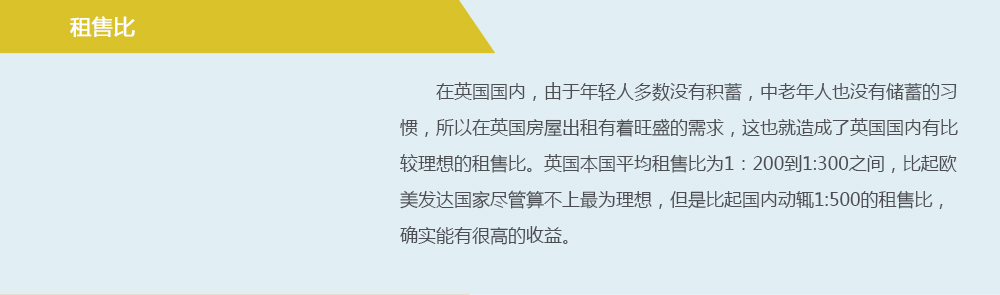 租售比
在英国国内，由于年轻人多数没有积蓄，中老年人也没有储蓄的习
惯，所以在英国房屋出租有着旺盛的需求，这也就造成了英国国内有比
较理想的租售比。英国本国平均租售比为1：200到1:300之间，比起欧
美发达国家尽管算不上最为理想，但是比起国内动辄1:500的租售比，
确实能有很高的收益。